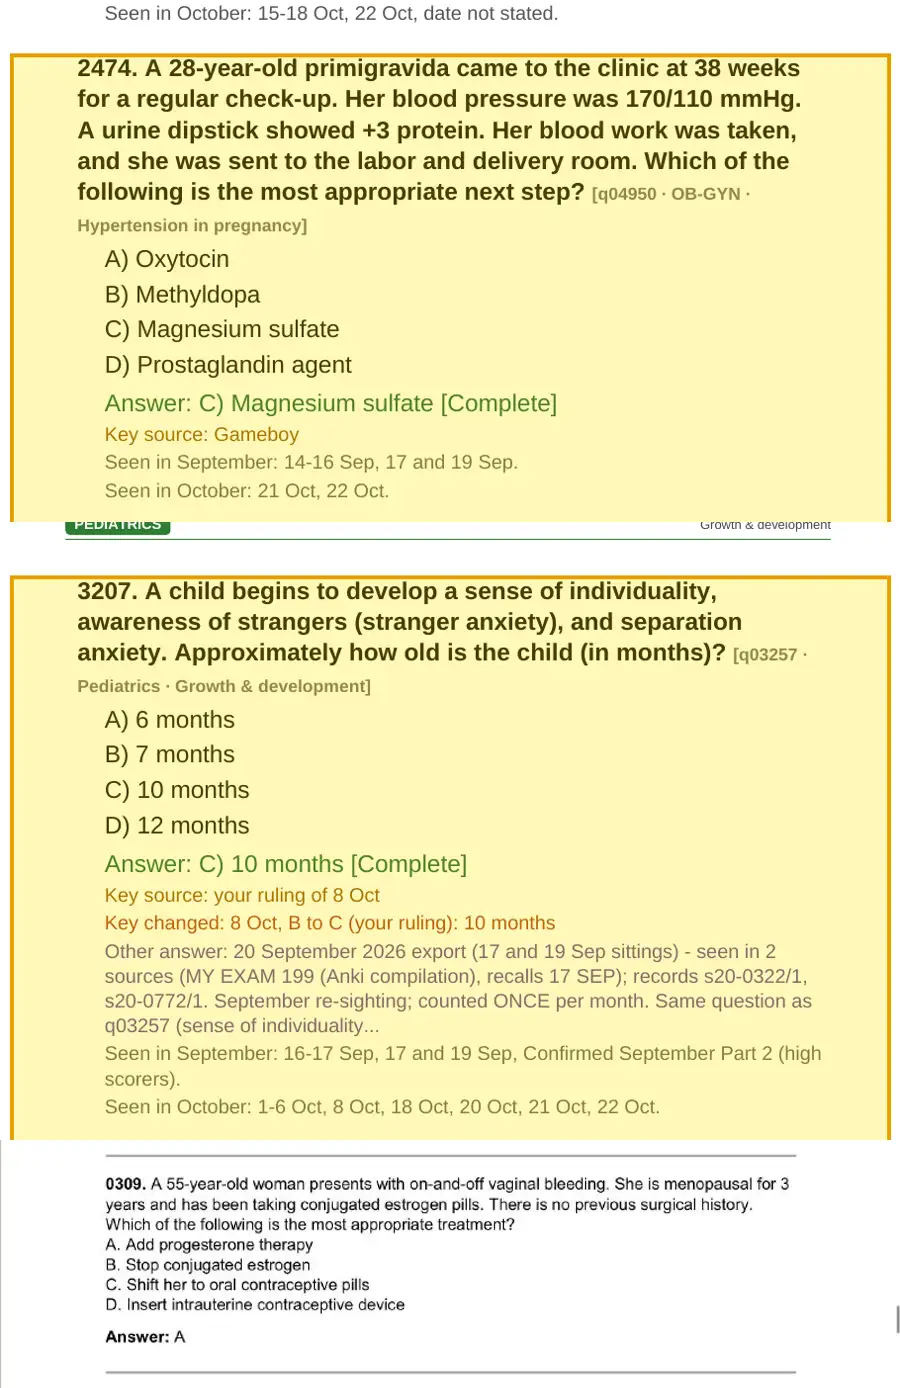 Seen in October: 15-18 Oct, 22 Oct, date not stated.
2474. A 28-year-old primigravida came to the clinic at 38 weeks
for a regular check-up. Her blood pressure was 170/110 mmHg.
A urine dipstick showed +3 protein. Her blood work was taken,
and she was sent to the labor and delivery room. Which of the
following is the most appropriate next step? [q04950 · OB-GYN ·
Hypertension in pregnancy]
A) Oxytocin
B) Methyldopa
C) Magnesium sulfate
D) Prostaglandin agent
Answer: C) Magnesium sulfate [Complete]
Key source: Gameboy
Seen in September: 14-16 Sep, 17 and 19 Sep.
Seen in October: 21 Oct, 22 Oct.
PEDIATRICS Growth & development
3207. A child begins to develop a sense of individuality,
awareness of strangers (stranger anxiety), and separation
anxiety. Approximately how old is the child (in months)? [q03257 ·
Pediatrics · Growth & development]
A) 6 months
B) 7 months
C) 10 months
D) 12 months
Answer: C) 10 months [Complete]
Key source: your ruling of 8 Oct
Key changed: 8 Oct, B to C (your ruling): 10 months
Other answer: 20 September 2026 export (17 and 19 Sep sittings) - seen in 2
sources (MY EXAM 199 (Anki compilation), recalls 17 SEP); records s20-0322/1,
s20-0772/1. September re-sighting; counted ONCE per month. Same question as
q03257 (sense of individuality...
Seen in September: 16-17 Sep, 17 and 19 Sep, Confirmed September Part 2 (high
scorers).
Seen in October: 1-6 Oct, 8 Oct, 18 Oct, 20 Oct, 21 Oct, 22 Oct.
0309. A 55-year-old woman presents with on-and-off vaginal bleeding. She is menopausal for 3
years and has been taking conjugated estrogen pills. There is no previous surgical history.
Which of the following is the most appropriate treatment?
A. Add progesterone therapy
B. Stop conjugated estrogen
C. Shift her to oral contraceptive pills
D. Insert intrauterine contraceptive device
Answer: A